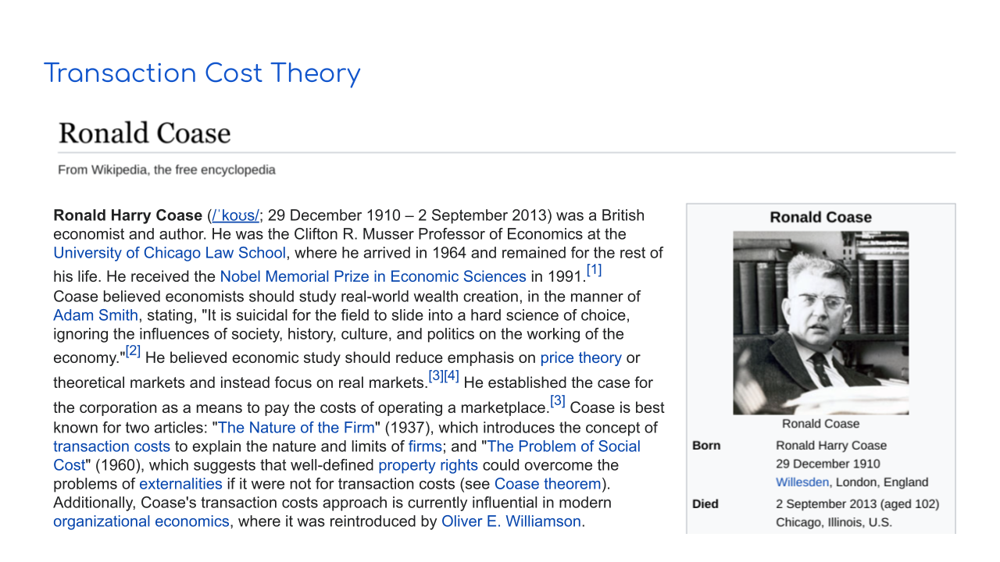 Transaction Cost Theory
Ronald Coase
From Wikipedia, the free encyclopedia
Ronald Harry Coase (/ˈkoʊs/; 29 December 1910 – 2 September 2013) was a British
economist and author. He was the Clifton R. Musser Professor of Economics at the
University of Chicago Law School, where he arrived in 1964 and remained for the rest of
his life. He received the Nobel Memorial Prize in Economic Sciences in 1991.[1]
Coase believed economists should study real-world wealth creation, in the manner of
Adam Smith, stating, "It is suicidal for the field to slide into a hard science of choice,
ignoring the influences of society, history, culture, and politics on the working of the
economy."[2] He believed economic study should reduce emphasis on price theory or
theoretical markets and instead focus on real markets.[3][4] He established the case for
the corporation as a means to pay the costs of operating a marketplace.[3] Coase is best
known for two articles: "The Nature of the Firm" (1937), which introduces the concept of
transaction costs to explain the nature and limits of firms; and "The Problem of Social
Cost" (1960), which suggests that well-defined property rights could overcome the
problems of externalities if it were not for transaction costs (see Coase theorem).
Additionally, Coase's transaction costs approach is currently influential in modern
organizational economics, where it was reintroduced by Oliver E. Williamson.
Ronald Coase
Ronald Coase
Born Ronald Harry Coase
29 December 1910
Willesden, London, England
Died 2 September 2013 (aged 102)
Chicago, Illinois, U.S.